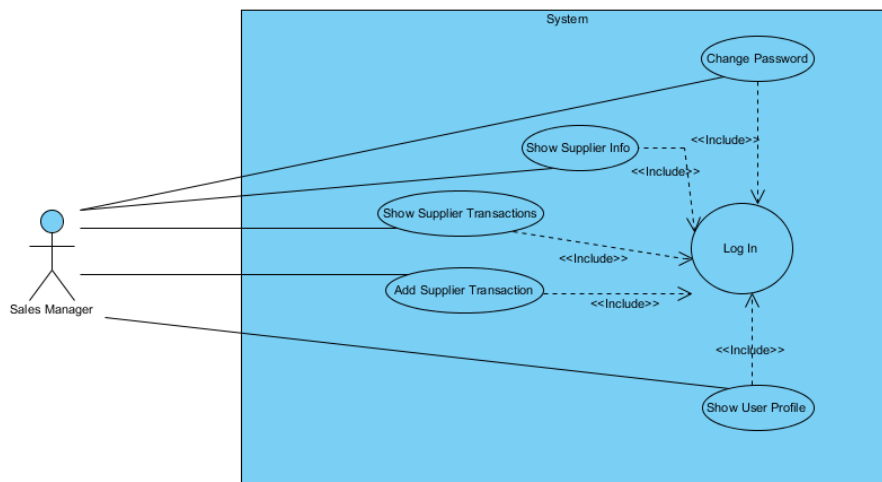 System
Change Password
<<Include>>
Show Supplier Info
<<Include>>
Show Supplier Transactions
Log In
<<Include>>
Add Supplier Transaction
<<Include>>
Sales Manager
<<Include>>
Show User Profile